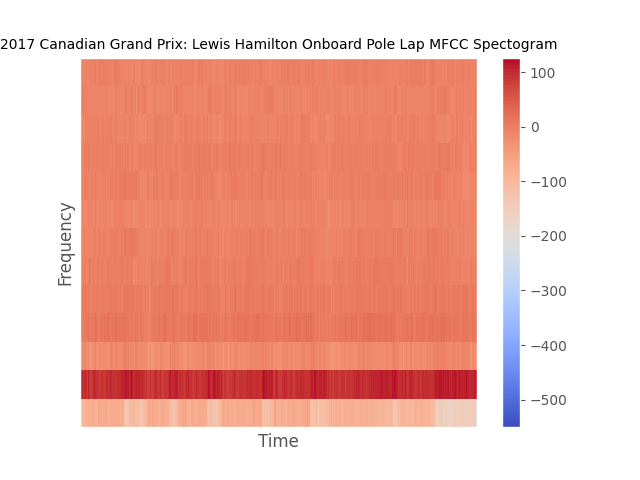 2017 Canadian Grand Prix: Lewis Hamilton Onboard Pole Lap MFCC Spectogram
Frequency
Time
100
0
−100
−200
−300
−400
−500